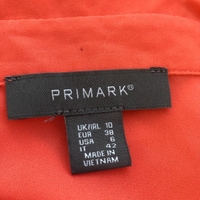 PRIMARK®
UK/IRL 10
EUR 38
USA 6
IT 42
MADE IN
VIETNAM